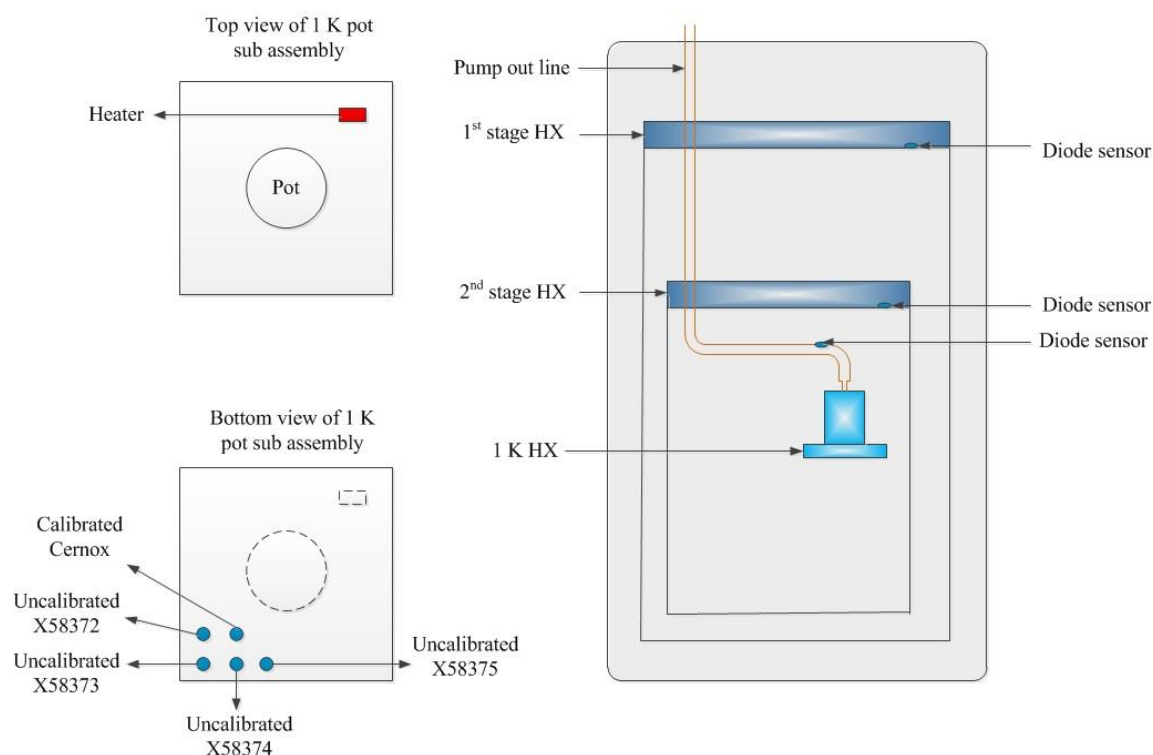 Top view of 1 K pot
sub assembly
Heater
Pot
Bottom view of 1 K
pot sub assembly
Calibrated
Cernox
Uncalibrated
X58372
Uncalibrated
X58373
Uncalibrated
X58374
Uncalibrated
X58375
Pump out line
1st stage HX
Diode sensor
2nd stage HX
Diode sensor
Diode sensor
1 K HX